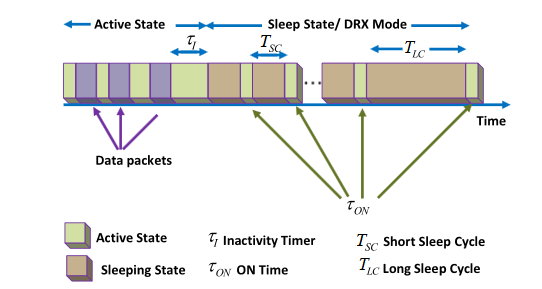 Active State
Sleep State/ DRX Mode
τI
TSC
TLC
...
Time
Data packets
τON
Active State
τI Inactivity Timer
TSC Short Sleep Cycle
Sleeping State
τON ON Time
TLC Long Sleep Cycle